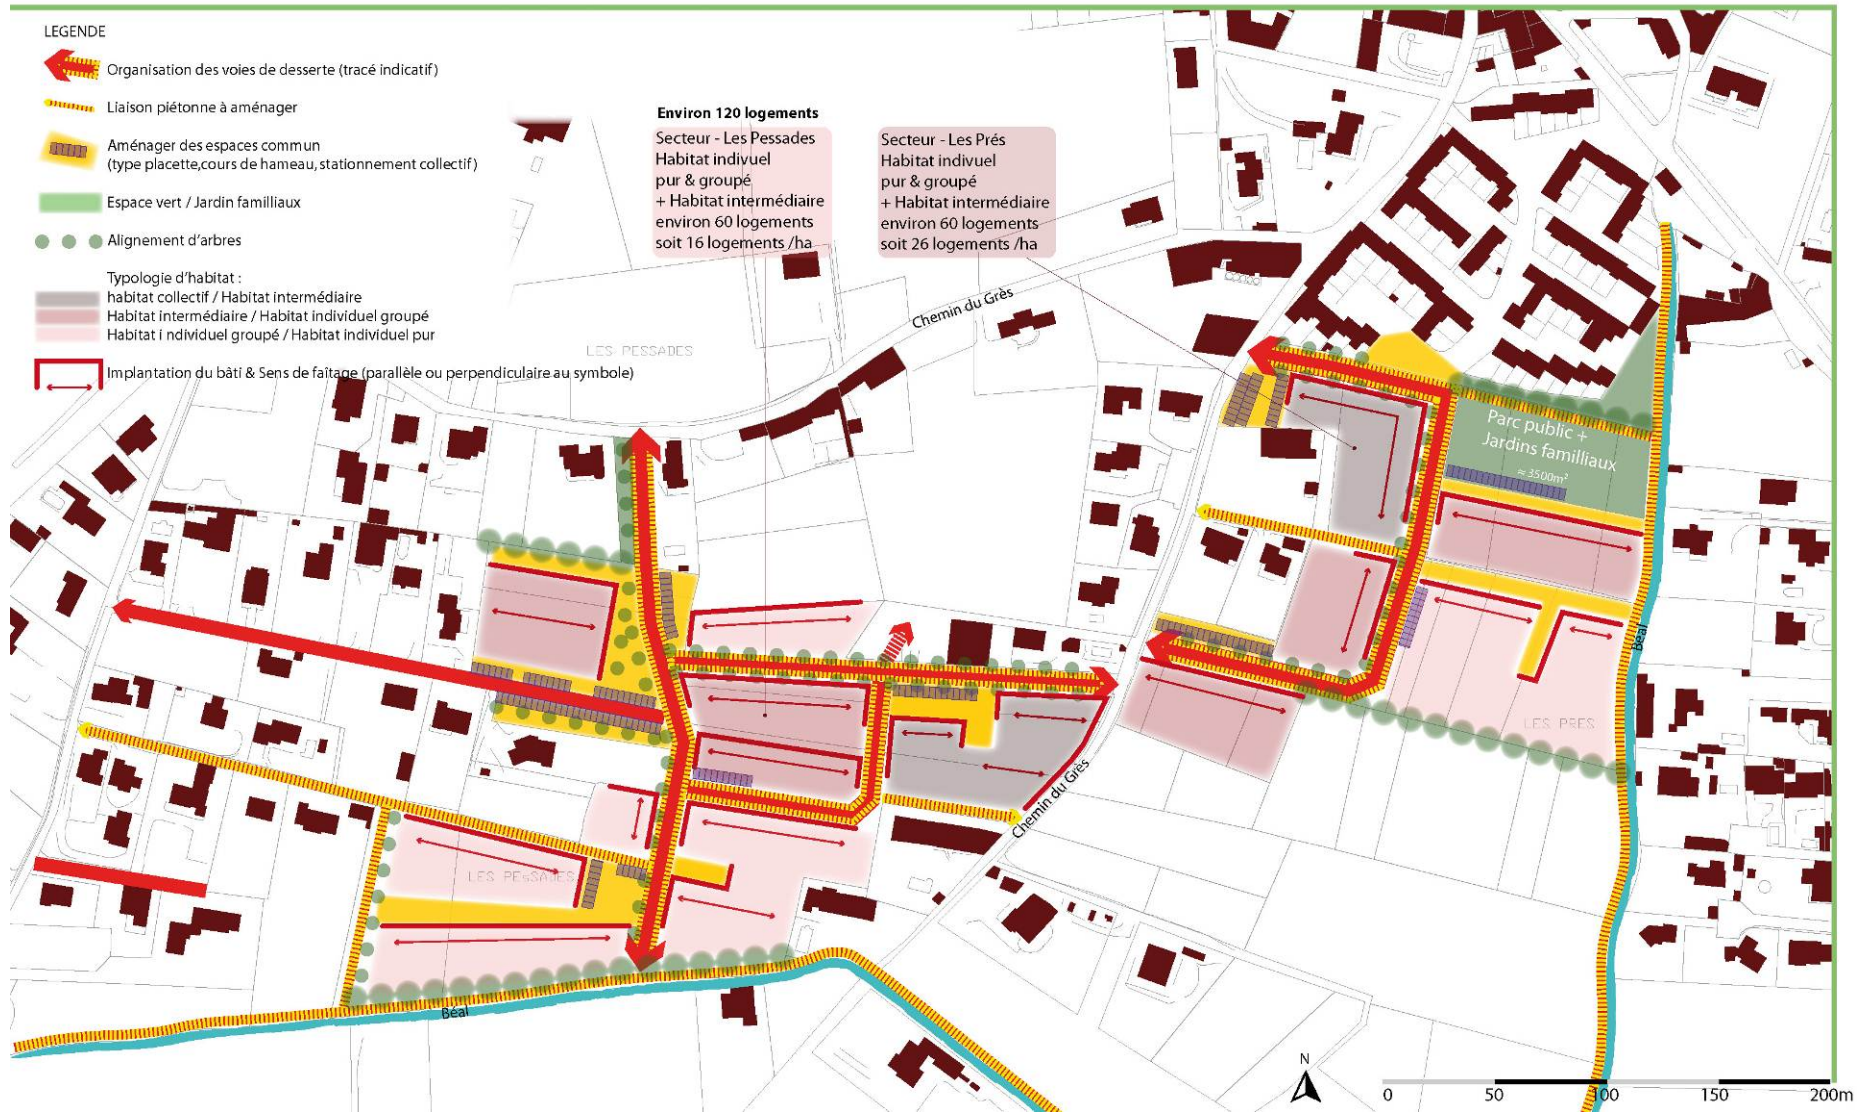 LEGENDE
Organisation des voies de desserte (tracé indicatif)
Liaison piétonne à aménager
Aménager des espaces commun
(type placette,cours de hameau, stationnement collectif)
Espace vert / Jardin familliaux
Alignement d'arbres
Typologie d'habitat :
habitat collectif / Habitat intermédiaire
Habitat intermédiaire / Habitat individuel groupé
Habitat i ndividuel groupé / Habitat individuel pur
Implantation du bâti & Sens de faîtage (parallèle ou perpendiculaire au symbole)
Environ 120 logements
Secteur - Les Pessades
Habitat indivuel
pur & groupé
+ Habitat intermédiaire
environ 60 logements
soit 16 logements /ha
Secteur - Les Prés
Habitat indivuel
pur & groupé
+ Habitat intermédiaire
environ 60 logements
soit 26 logements /ha
Chemin du Grès
LES PESSADES
Parc public +
Jardins familliaux
≈ 3500m²
Béal
LES PRES
Chemin du Grès
LES PESSADES
Béal
N
0 50 100 150 200m